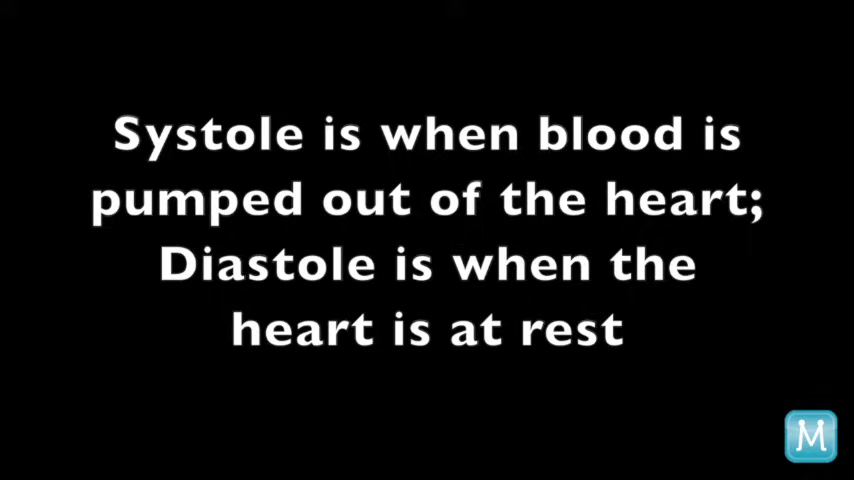 Systole is when blood is
pumped out of the heart;
Diastole is when the
heart is at rest
M